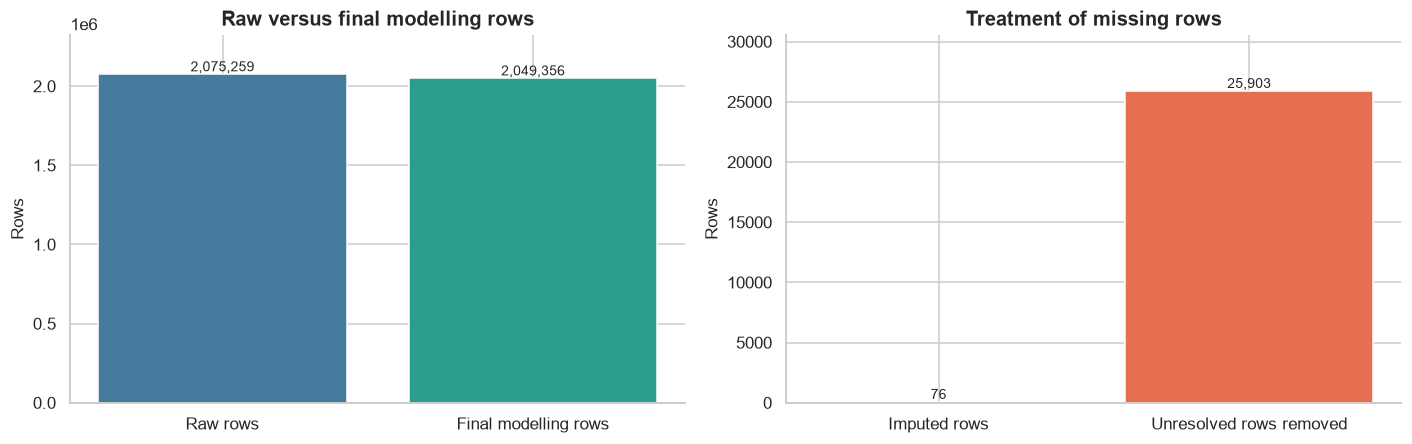 Raw versus final modelling rows
1e6
2,075,259
2,049,356
2.0
1.5
1.0
0.5
0.0
Rows
Raw rows
Final modelling rows
Treatment of missing rows
30000
25000
20000
15000
10000
5000
0
Rows
25,903
76
Imputed rows
Unresolved rows removed